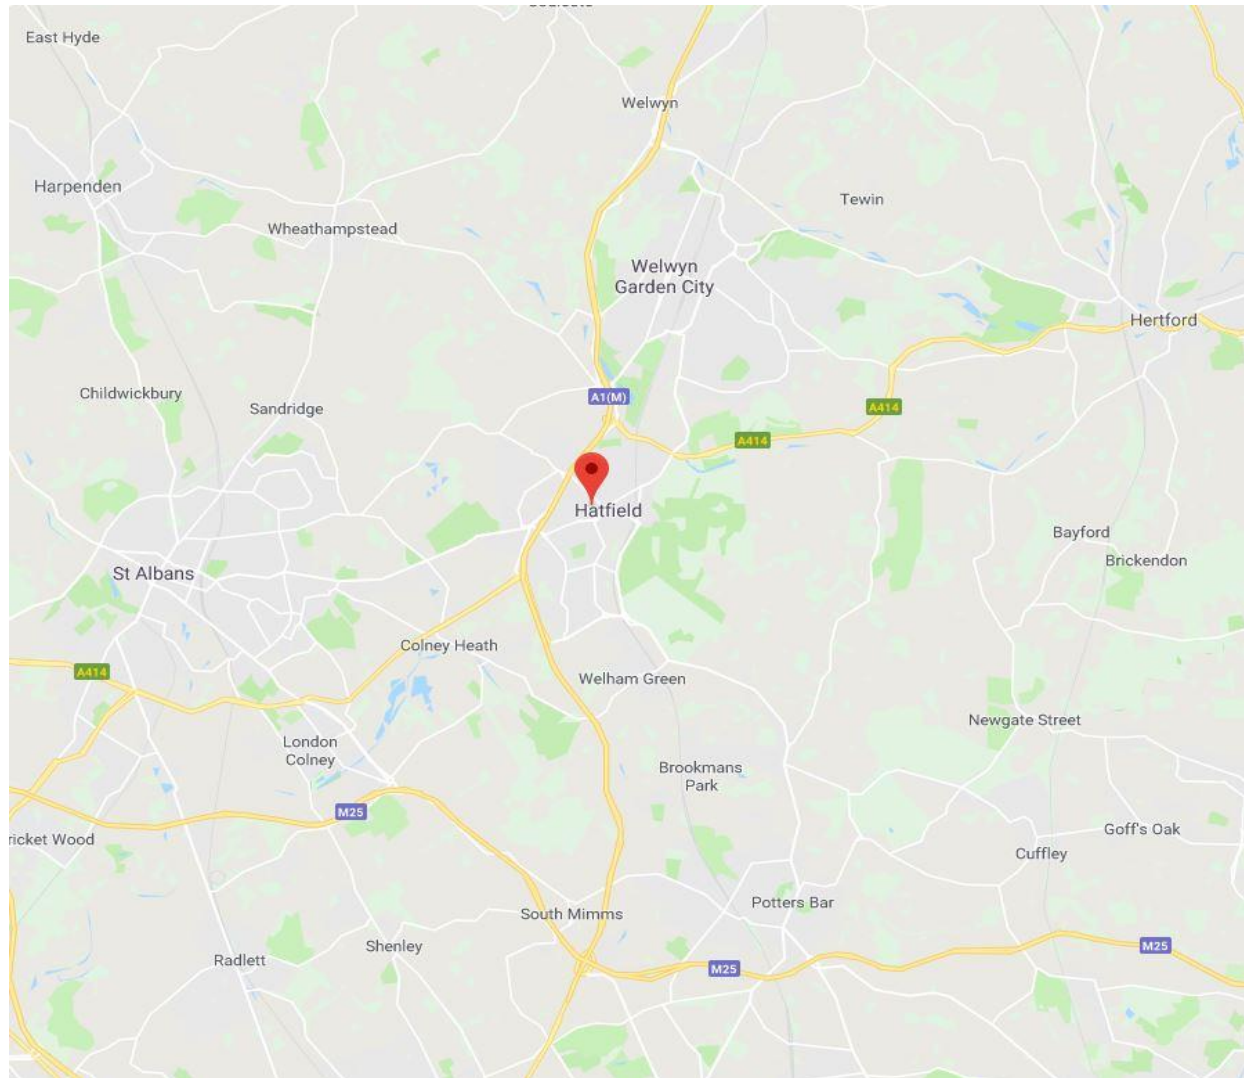 East Hyde
Welwyn
Harpenden
Tewin
Wheathampstead
Welwyn
Garden City
Hertford
Childwickbury
A1(M)
Sandridge
A414
A414
Hatfield
Bayford
Brickendon
St Albans
Colney Heath
A414
Welham Green
Newgate Street
London
Colney
Brookmans
Park
M25
Goff's Oak
ricket Wood
Cuffley
Potters Bar
South Mimms
Shenley
M25
Radlett
M25